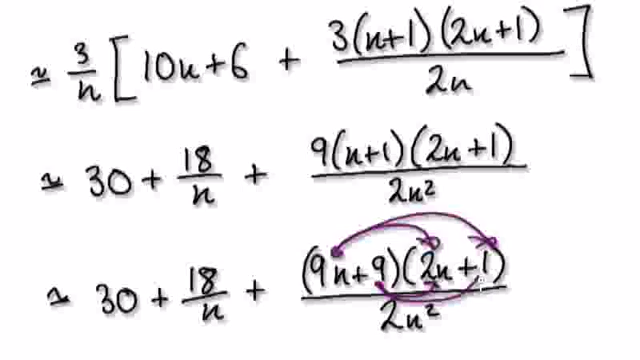 ≃ 3/n [ 10n+6 + 3(n+1)(2n+1)/2n ]
≃ 30 + 18/n + 9(n+1)(2n+1)/2n²
≃ 30 + 18/n + (9n+9)(2n+1)/2n²